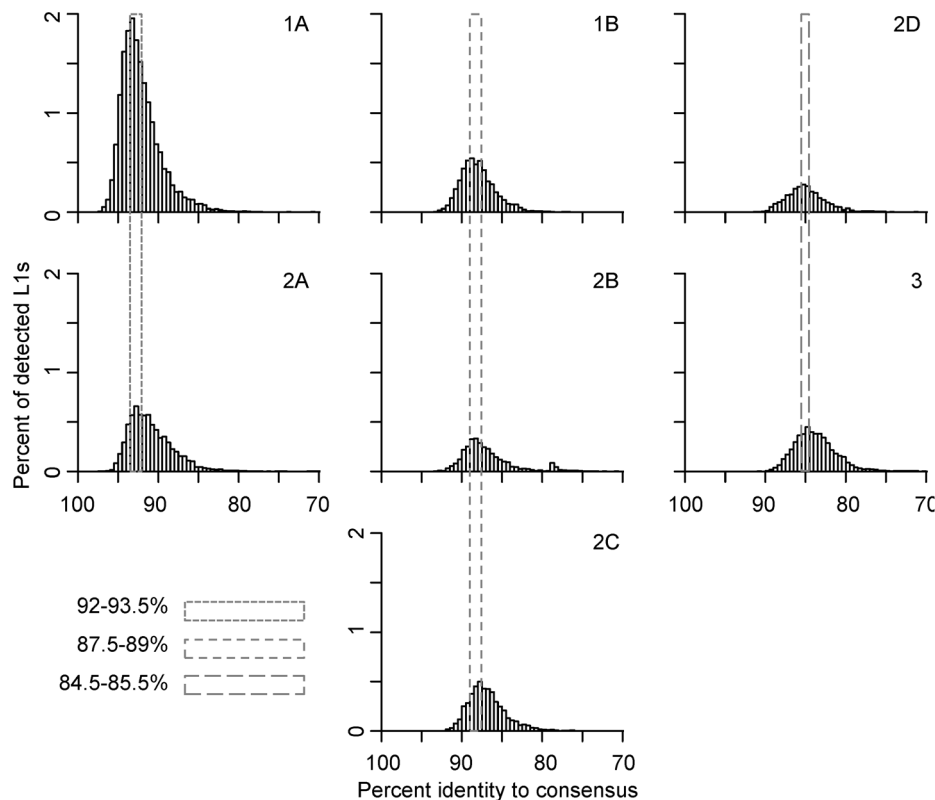 2
1
0
1A
1B
2D
Percent of detected L1s
2
1
0
2A
2B
3
100 90 80 70
100 90 80 70
2
1
0
2C
92-93.5%
87.5-89%
84.5-85.5%
100 90 80 70
Percent identity to consensus